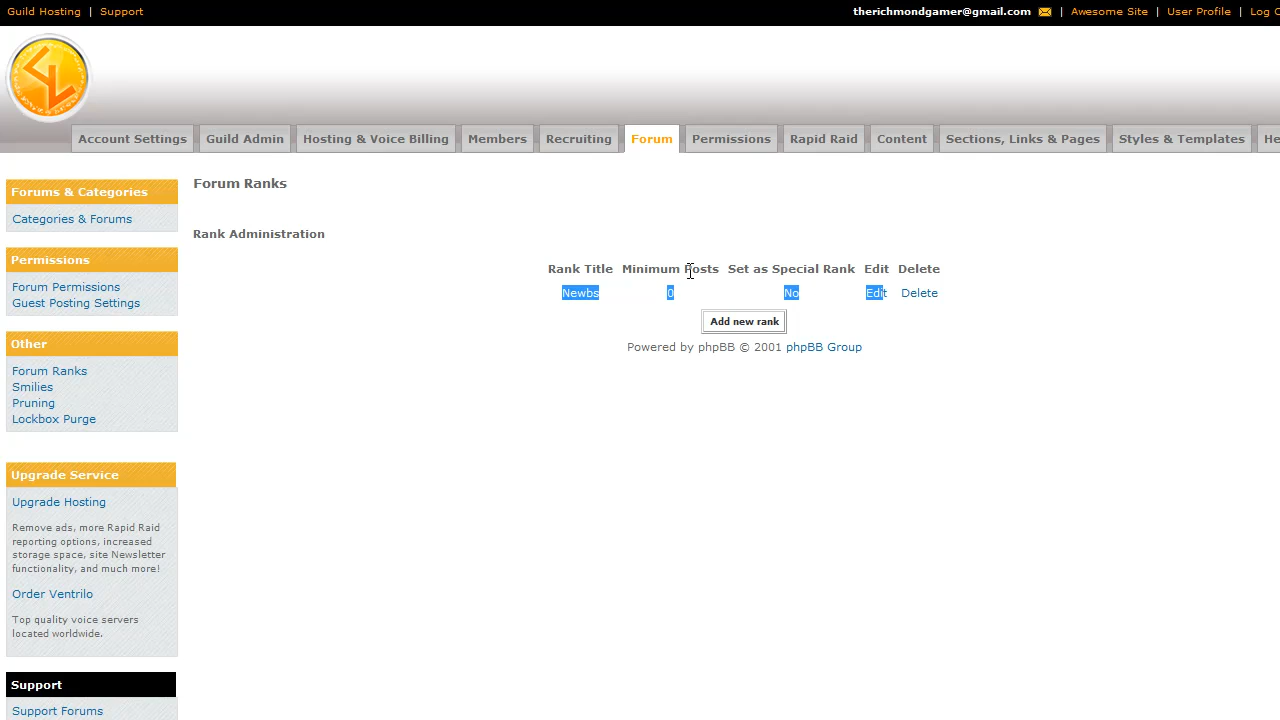 Guild Hosting | Support
therichmondgamer@gmail.com | Awesome Site | User Profile | Log
Account Settings Guild Admin Hosting & Voice Billing Members Recruiting Forum Permissions Rapid Raid Content Sections, Links & Pages Styles & Templates He
Forums & Categories
Categories & Forums
Permissions
Forum Permissions
Guest Posting Settings
Other
Forum Ranks
Smilies
Pruning
Lockbox Purge
Upgrade Service
Upgrade Hosting
Remove ads, more Rapid Raid
reporting options, increased
storage space, site Newsletter
functionality, and much more!
Order Ventrilo
Top quality voice servers
located worldwide.
Support
Support Forums
Forum Ranks
Rank Administration
Rank Title Minimum Posts Set as Special Rank Edit Delete
Newbs 0 No Edit Delete
Add new rank
Powered by phpBB © 2001 phpBB Group